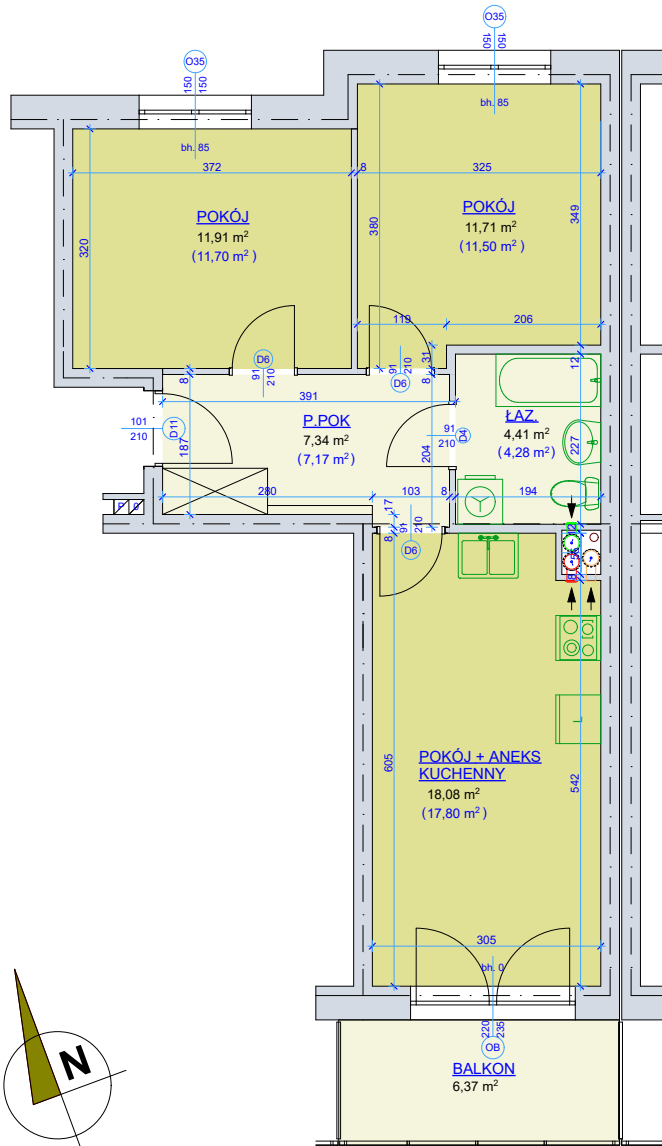 O35
150
150
O35
150
150
bh. 85
bh. 85
372
8
325
POKÓJ
11,91 m²
(11,70 m²)
POKÓJ
11,71 m²
(11,50 m²)
320
380
349
119
206
31
12
D6
91
210
D6
91
210
8
8
391
101
210
D11
187
P.POK
7,34 m²
(7,17 m²)
204
91
210
D4
ŁAZ.
4,41 m²
(4,28 m²)
227
280
103
8
194
17
P
8
91
210
D6
12
8
L
POKÓJ + ANEKS
KUCHENNY
18,08 m²
(17,80 m²)
605
542
305
bh. 0
220
235
OB
BALKON
6,37 m²
N